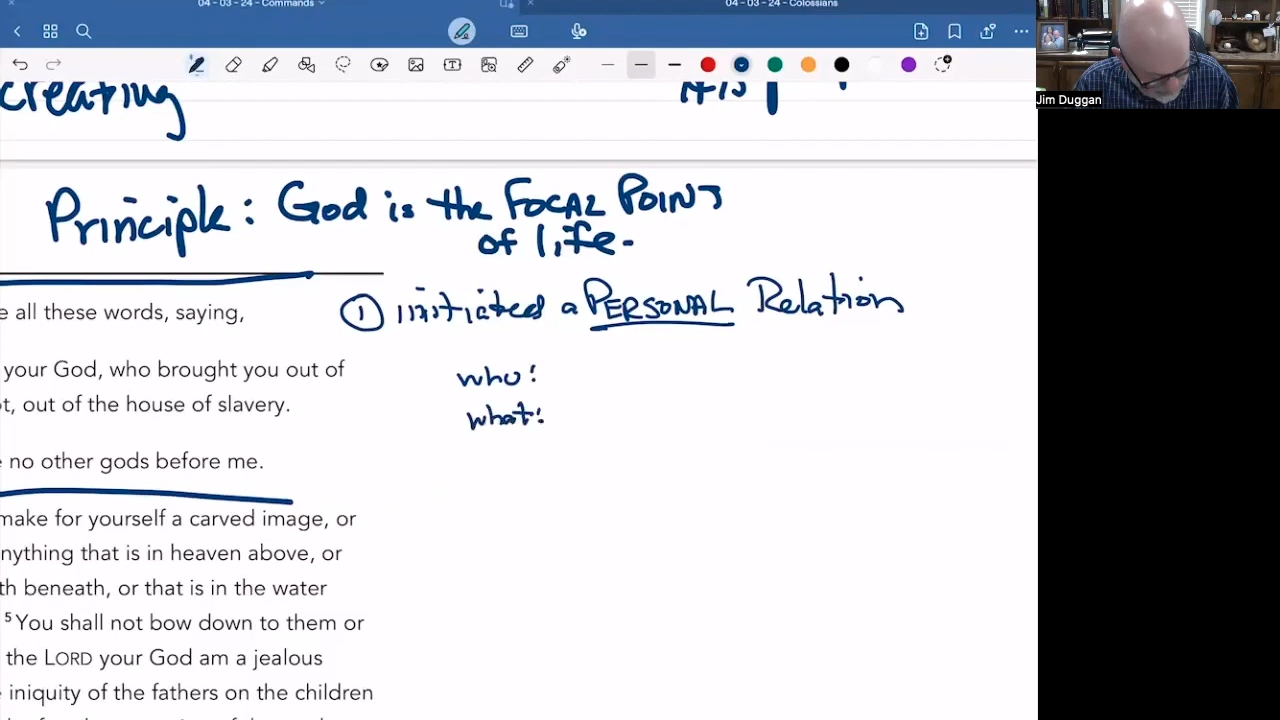 04 - 03 - 24 - Commands
04 - 03 - 24 - Colossians
Jim Duggan
creating
His
Principle: God is the FOCAL POINT
of life-
① initiated a PERSONAL Relation
who?
what?
e all these words, saying,
your God, who brought you out of
t, out of the house of slavery.
no other gods before me.
make for yourself a carved image, or
nything that is in heaven above, or
th beneath, or that is in the water
5 You shall not bow down to them or
the LORD your God am a jealous
e iniquity of the fathers on the children